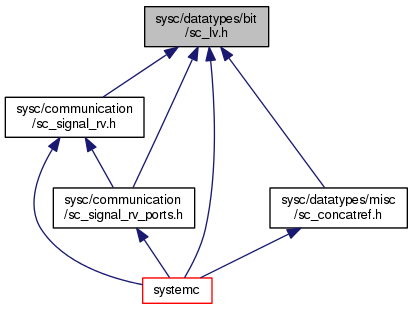 sysc/datatypes/bit
/sc_lv.h
sysc/communication
/sc_signal_rv.h
sysc/communication
/sc_signal_rv_ports.h
sysc/datatypes/misc
/sc_concatref.h
systemc